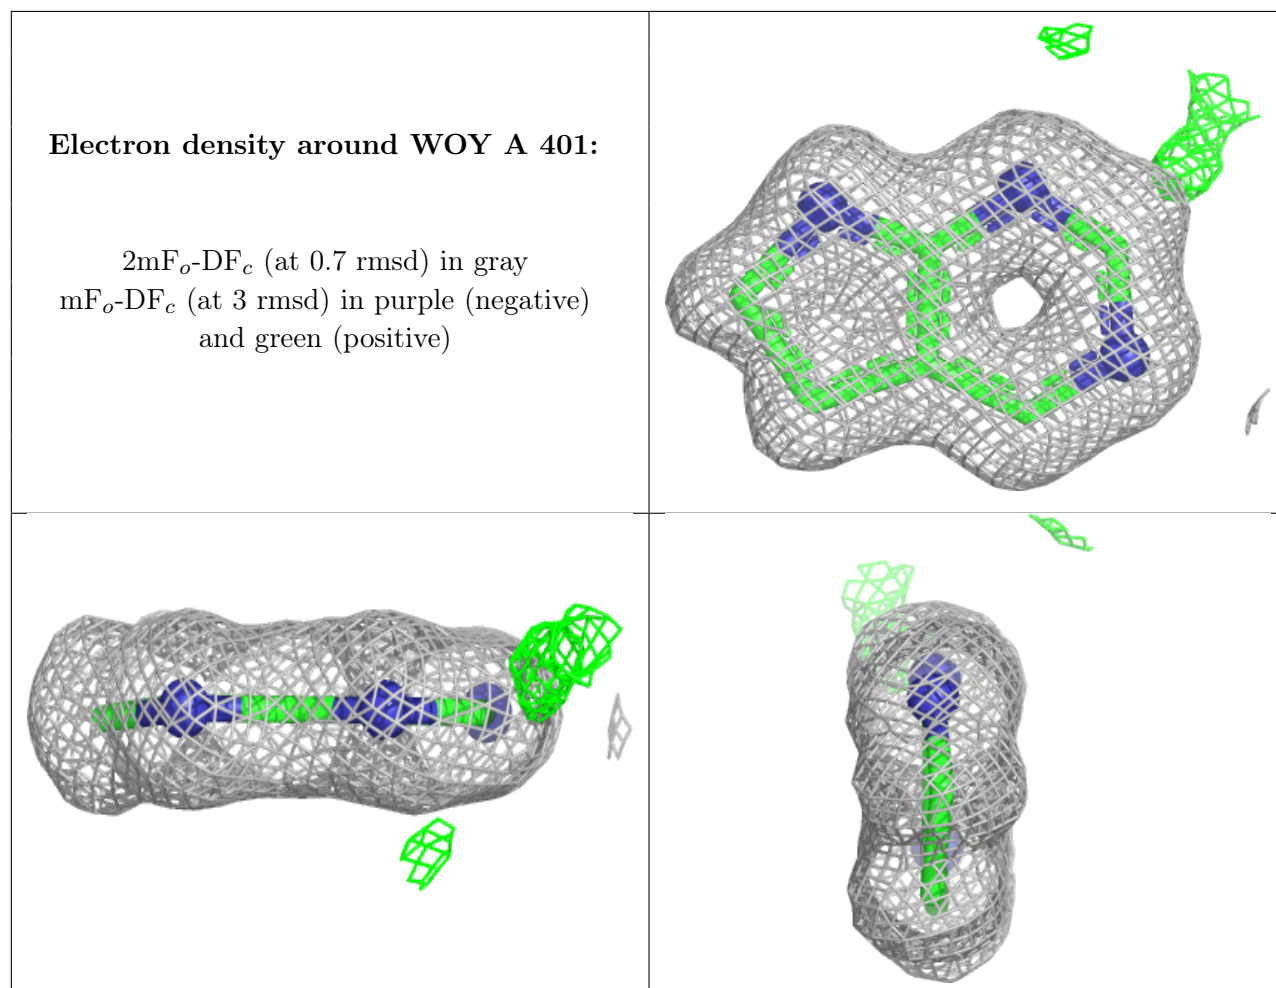 Electron density around WOY A 401:
2mFo-DFc (at 0.7 rmsd) in gray
mFo-DFc (at 3 rmsd) in purple (negative)
and green (positive)